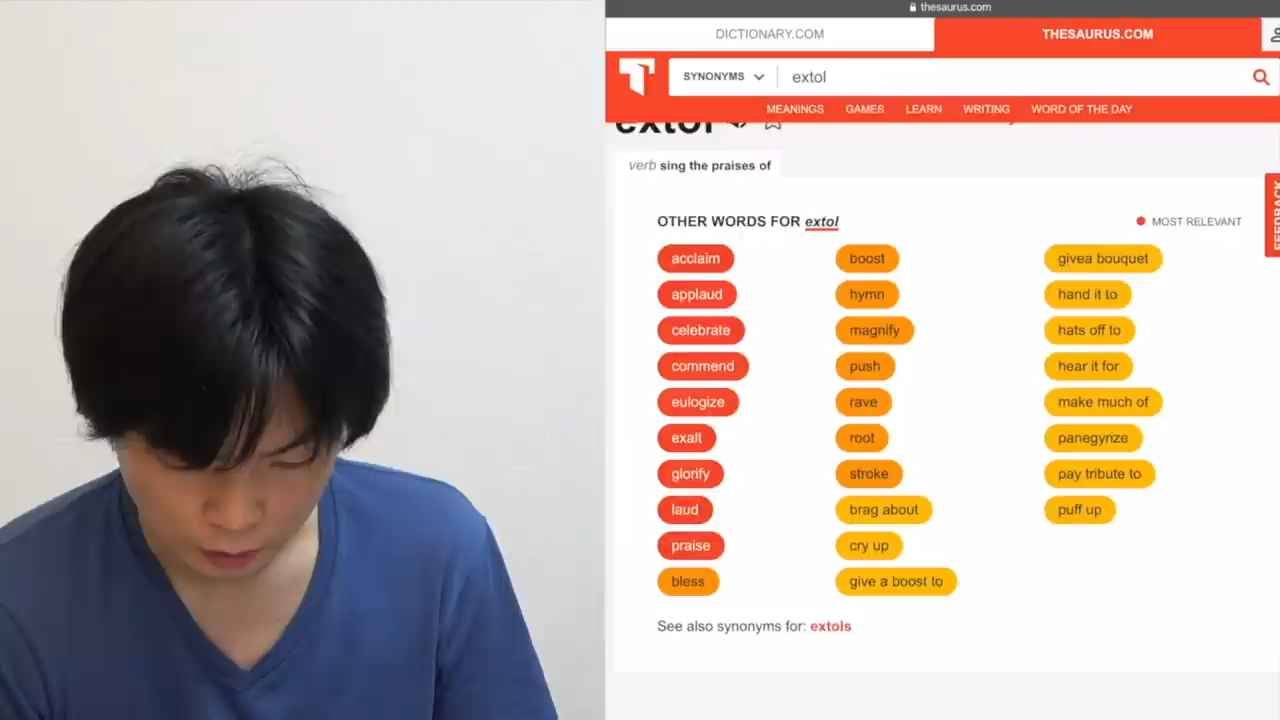 thesaurus.com
DICTIONARY.COM
THESAURUS.COM
SYNONYMS
extol
MEANINGS GAMES LEARN WRITING WORD OF THE DAY
extol
verb sing the praises of
FEEDBACK
OTHER WORDS FOR extol
MOST RELEVANT
acclaim
applaud
celebrate
commend
eulogize
exalt
glorify
laud
praise
bless
boost
hymn
magnify
push
rave
root
stroke
brag about
cry up
give a boost to
givea bouquet
hand it to
hats off to
hear it for
make much of
panegyrize
pay tribute to
puff up
See also synonyms for: extols